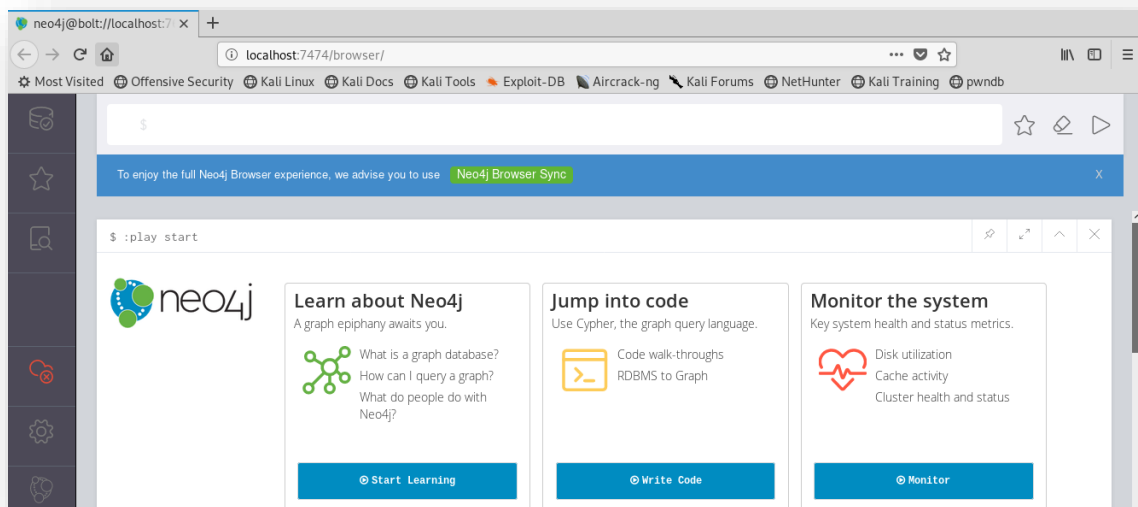 neo4j@bolt://localhost:7
localhost:7474/browser/
Most Visited Offensive Security Kali Linux Kali Docs Kali Tools Exploit-DB Aircrack-ng Kali Forums NetHunter Kali Training pwndb
$
To enjoy the full Neo4j Browser experience, we advise you to use Neo4j Browser Sync X
$ :play start
neo4j
Learn about Neo4j
A graph epiphany awaits you.
What is a graph database?
How can I query a graph?
What do people do with
Neo4j?
Start Learning
Jump into code
Use Cypher, the graph query language.
Code walk-throughs
RDBMS to Graph
Write Code
Monitor the system
Key system health and status metrics.
Disk utilization
Cache activity
Cluster health and status
Monitor